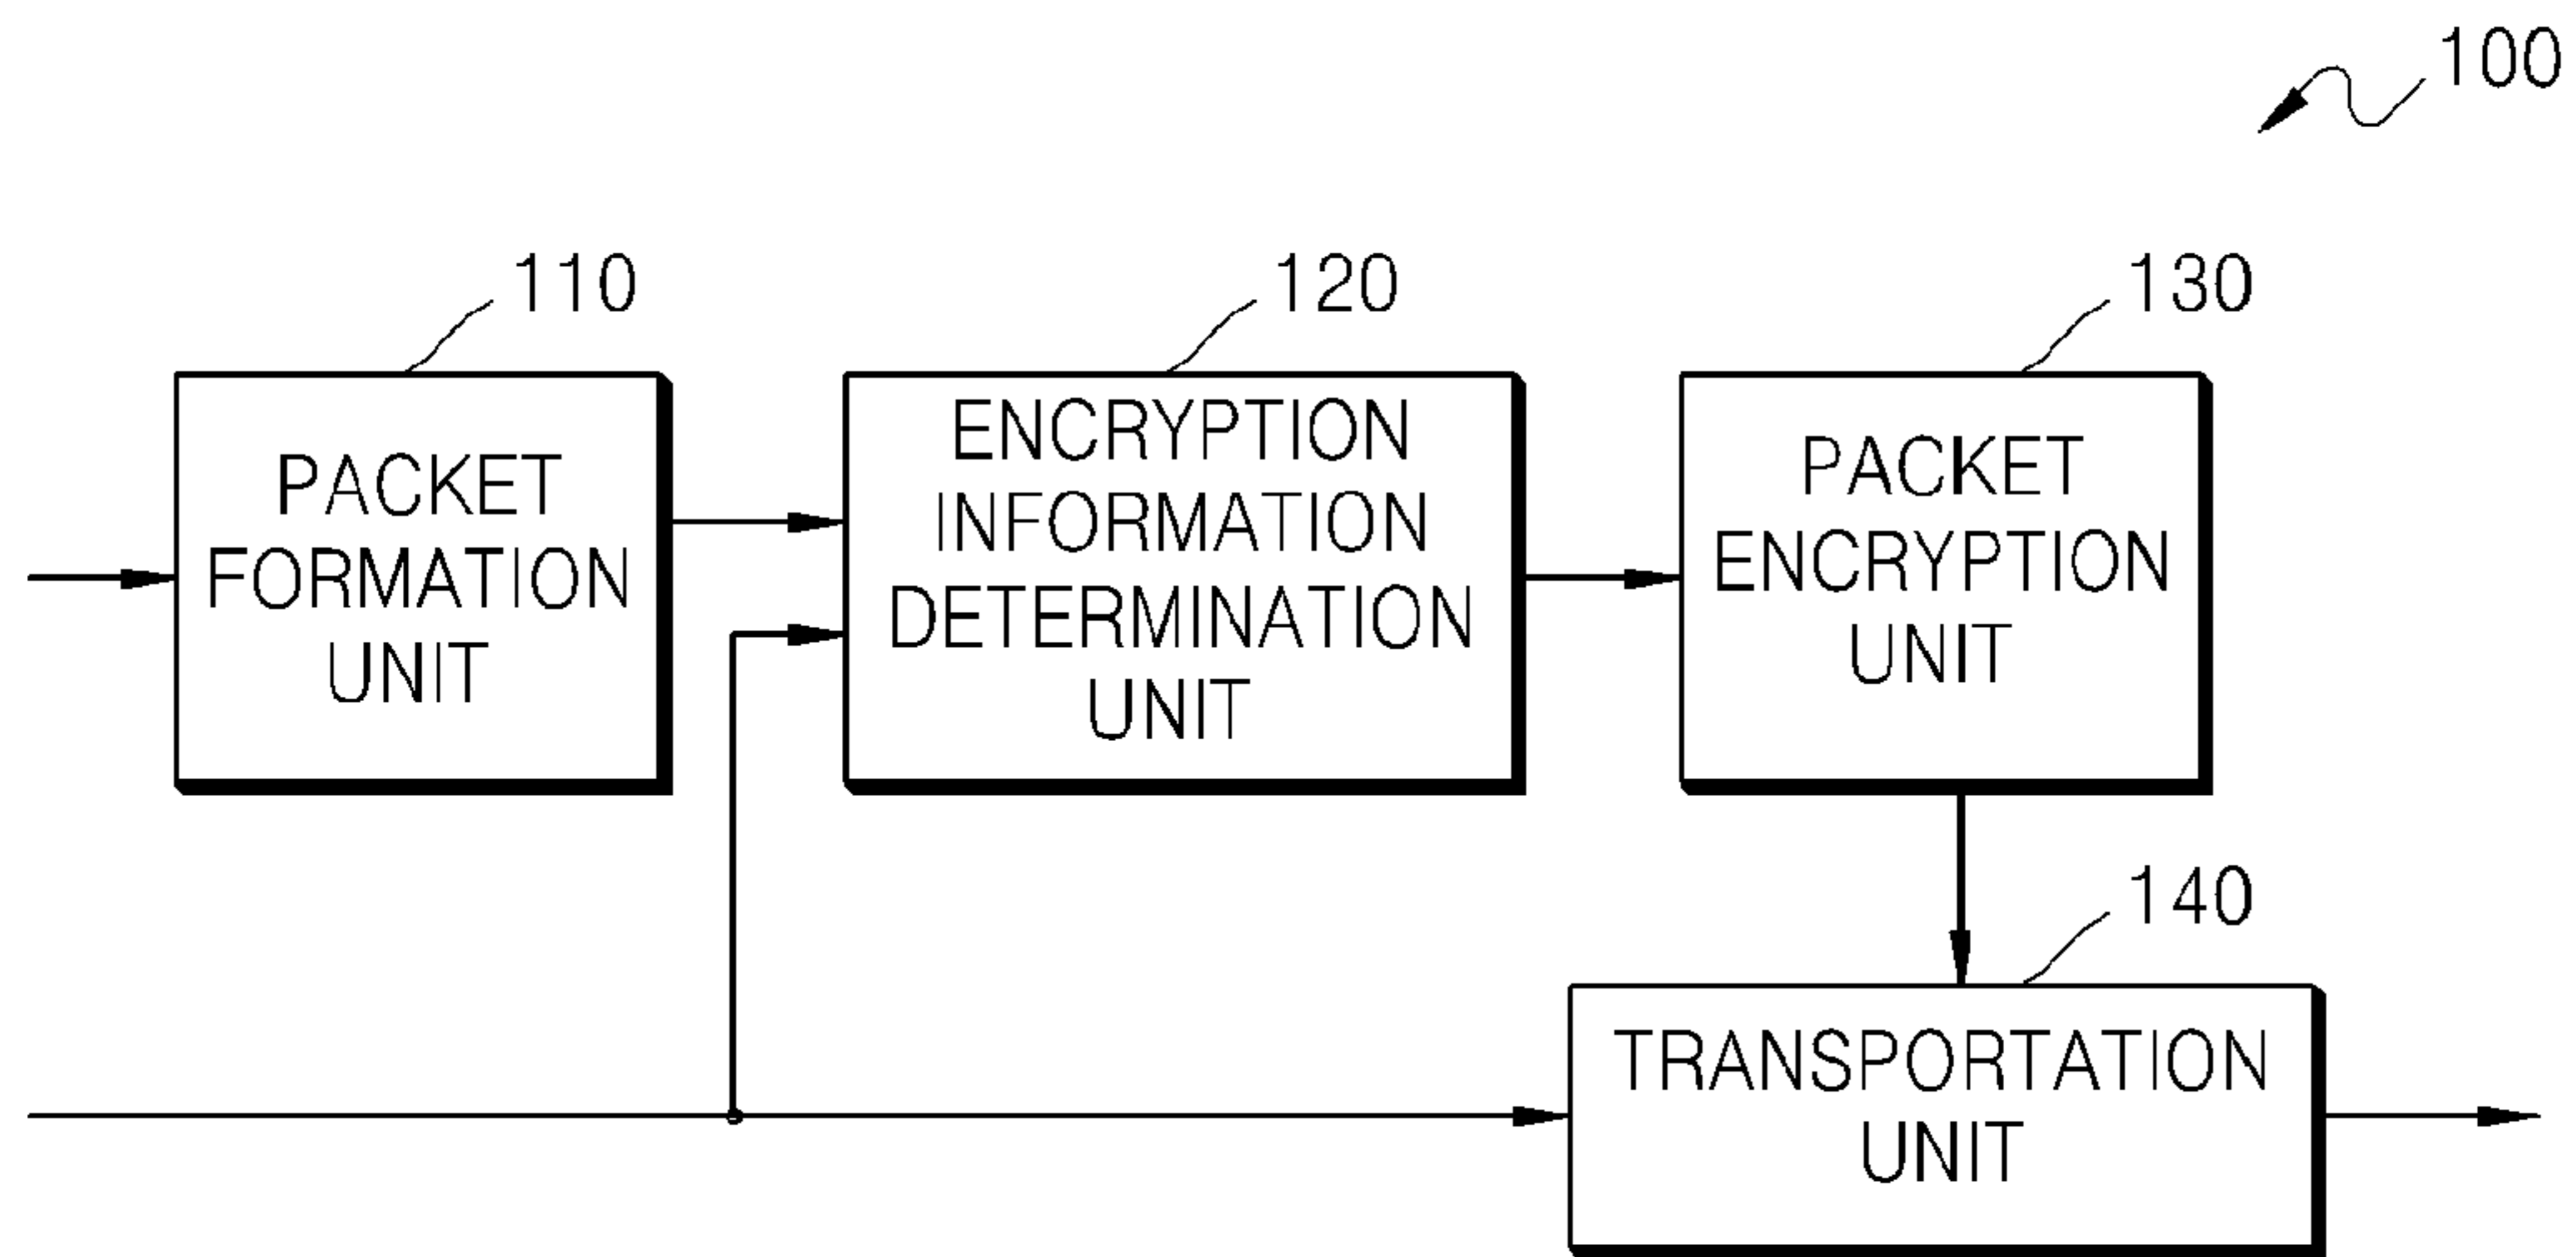 100
110
120
130
PACKET
FORMATION
UNIT
ENCRYPTION
INFORMATION
DETERMINATION
UNIT
PACKET
ENCRYPTION
UNIT
140
TRANSPORTATION
UNIT